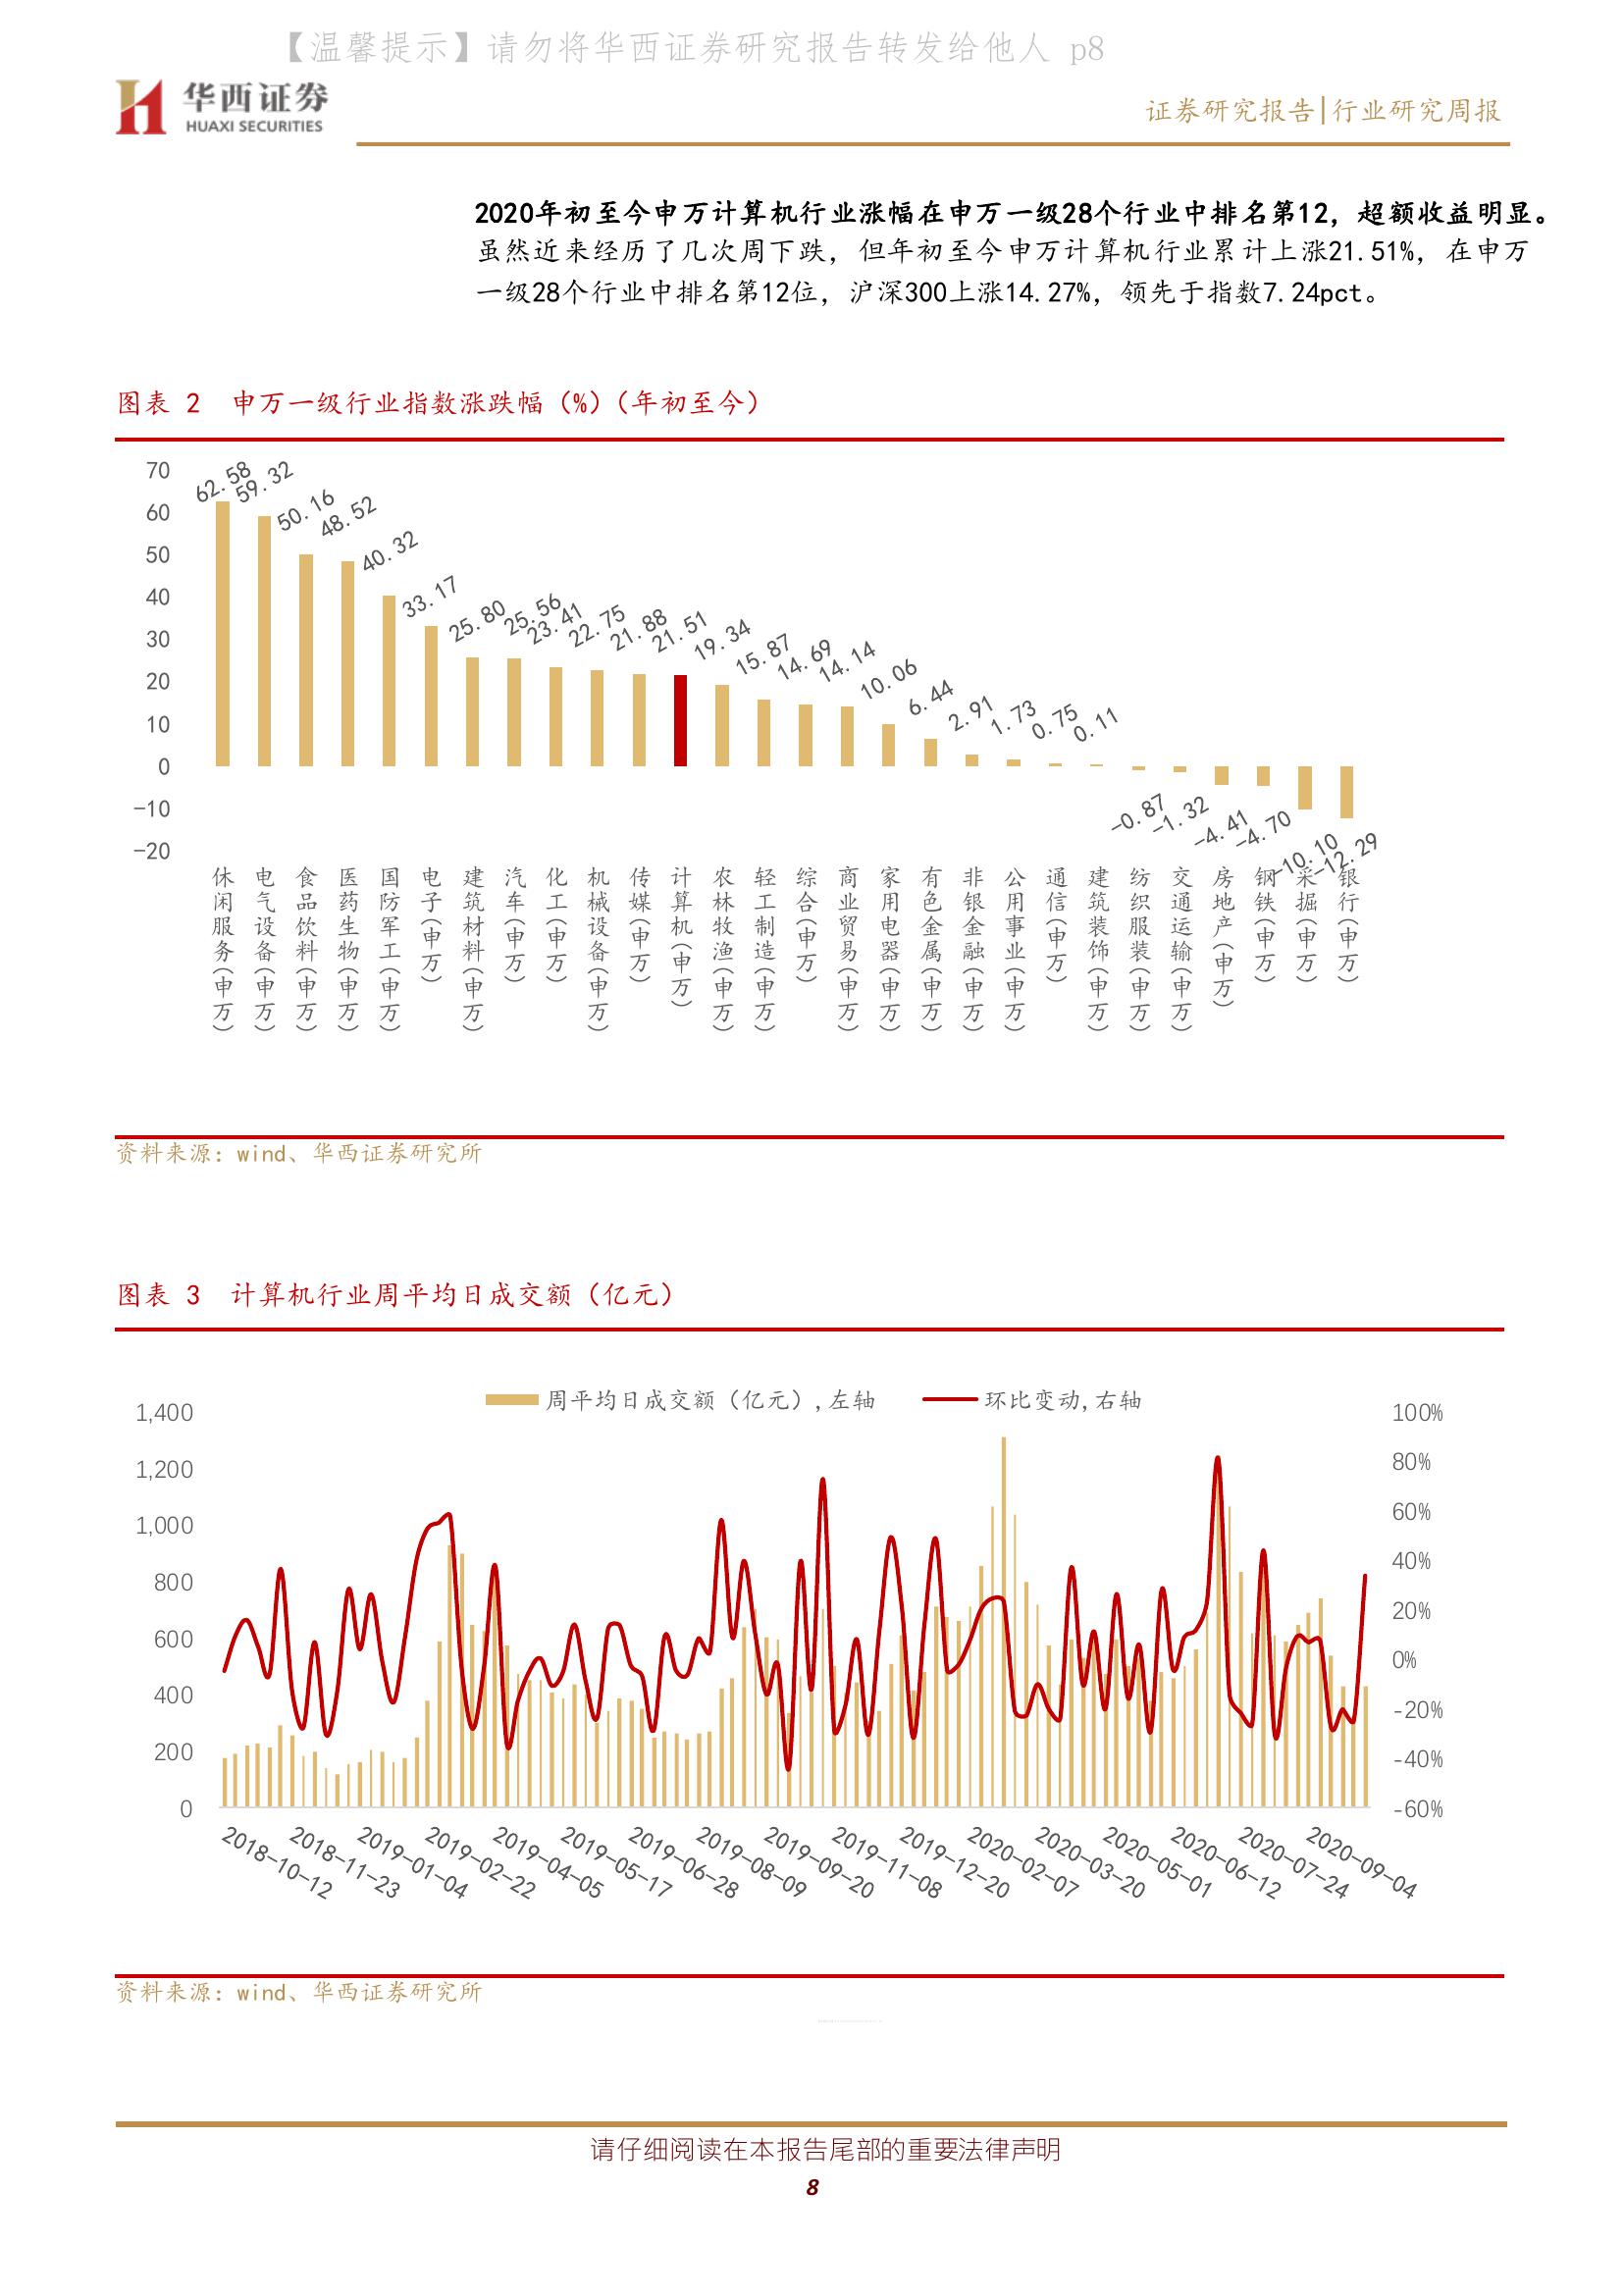 【温馨提示】请勿将华西证券研究报告转发给他人 p8
华西证券
HUAXI SECURITIES
证券研究报告|行业研究周报
2020年初至今申万计算机行业涨幅在申万一级28个行业中排名第12，超额收益明显。
虽然近来经历了几次周下跌，但年初至今申万计算机行业累计上涨21.51%，在申万
一级28个行业中排名第12位，沪深300上涨14.27%，领先于指数7.24pct。
图表 2 申万一级行业指数涨跌幅（%）（年初至今）
70
60
50
40
30
20
10
0
-10
-20
62.58
59.32
50.16
48.52
40.32
33.17
25.80
25.56
23.41
22.75
21.88
21.51
19.34
15.87
14.69
14.14
10.06
6.44
2.91
1.73
0.75
0.11
-0.87
-1.32
-4.41
-4.70
-10.10
-12.29
休闲服务(申万)
电气设备(申万)
食品饮料(申万)
医药生物(申万)
国防军工(申万)
电子(申万)
建筑材料(申万)
汽车(申万)
化工(申万)
机械设备(申万)
传媒(申万)
计算机(申万)
农林牧渔(申万)
轻工制造(申万)
综合(申万)
商业贸易(申万)
家用电器(申万)
有色金属(申万)
非银金融(申万)
公用事业(申万)
通信(申万)
建筑装饰(申万)
纺织服装(申万)
交通运输(申万)
房地产(申万)
钢铁(申万)
采掘(申万)
银行(申万)
资料来源：wind、华西证券研究所
图表 3 计算机行业周平均日成交额（亿元）
周平均日成交额（亿元）,左轴
环比变动,右轴
1,400
1,200
1,000
800
600
400
200
0
100%
80%
60%
40%
20%
0%
-20%
-40%
-60%
2018-10-12
2018-11-23
2019-01-04
2019-02-22
2019-04-05
2019-05-17
2019-06-28
2019-08-09
2019-09-20
2019-11-08
2019-12-20
2020-02-07
2020-03-20
2020-05-01
2020-06-12
2020-07-24
2020-09-04
资料来源：wind、华西证券研究所
请仔细阅读在本报告尾部的重要法律声明
8